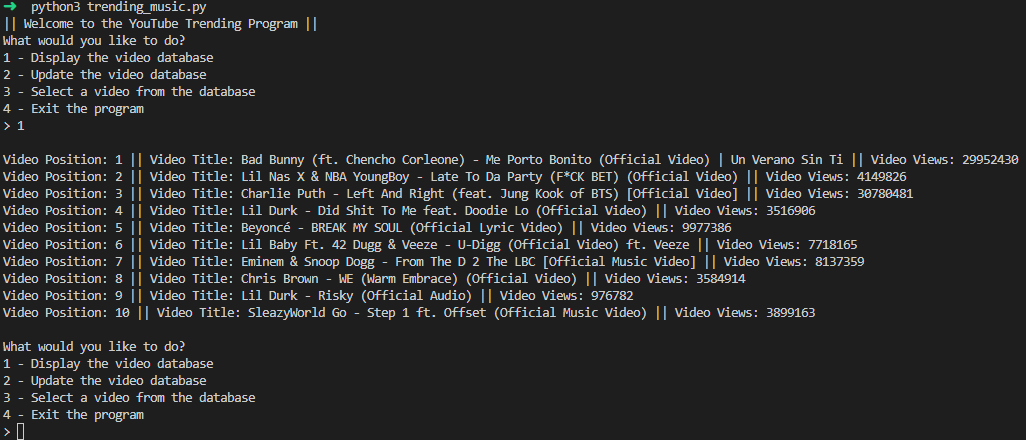 ➜ python3 trending_music.py
|| Welcome to the YouTube Trending Program ||
What would you like to do?
1 - Display the video database
2 - Update the video database
3 - Select a video from the database
4 - Exit the program
> 1
Video Position: 1 || Video Title: Bad Bunny (ft. Chencho Corleone) - Me Porto Bonito (Official Video) | Un Verano Sin Ti || Video Views: 29952430
Video Position: 2 || Video Title: Lil Nas X & NBA YoungBoy - Late To Da Party (F*CK BET) (Official Video) || Video Views: 4149826
Video Position: 3 || Video Title: Charlie Puth - Left And Right (feat. Jung Kook of BTS) [Official Video] || Video Views: 30780481
Video Position: 4 || Video Title: Lil Durk - Did Shit To Me feat. Doodie Lo (Official Video) || Video Views: 3516906
Video Position: 5 || Video Title: Beyoncé - BREAK MY SOUL (Official Lyric Video) || Video Views: 9977386
Video Position: 6 || Video Title: Lil Baby Ft. 42 Dugg & Veeze - U-Digg (Official Video) ft. Veeze || Video Views: 7718165
Video Position: 7 || Video Title: Eminem & Snoop Dogg - From The D 2 The LBC [Official Music Video] || Video Views: 8137359
Video Position: 8 || Video Title: Chris Brown - WE (Warm Embrace) (Official Video) || Video Views: 3584914
Video Position: 9 || Video Title: Lil Durk - Risky (Official Audio) || Video Views: 976782
Video Position: 10 || Video Title: SleazyWorld Go - Step 1 ft. Offset (Official Music Video) || Video Views: 3899163
What would you like to do?
1 - Display the video database
2 - Update the video database
3 - Select a video from the database
4 - Exit the program
>